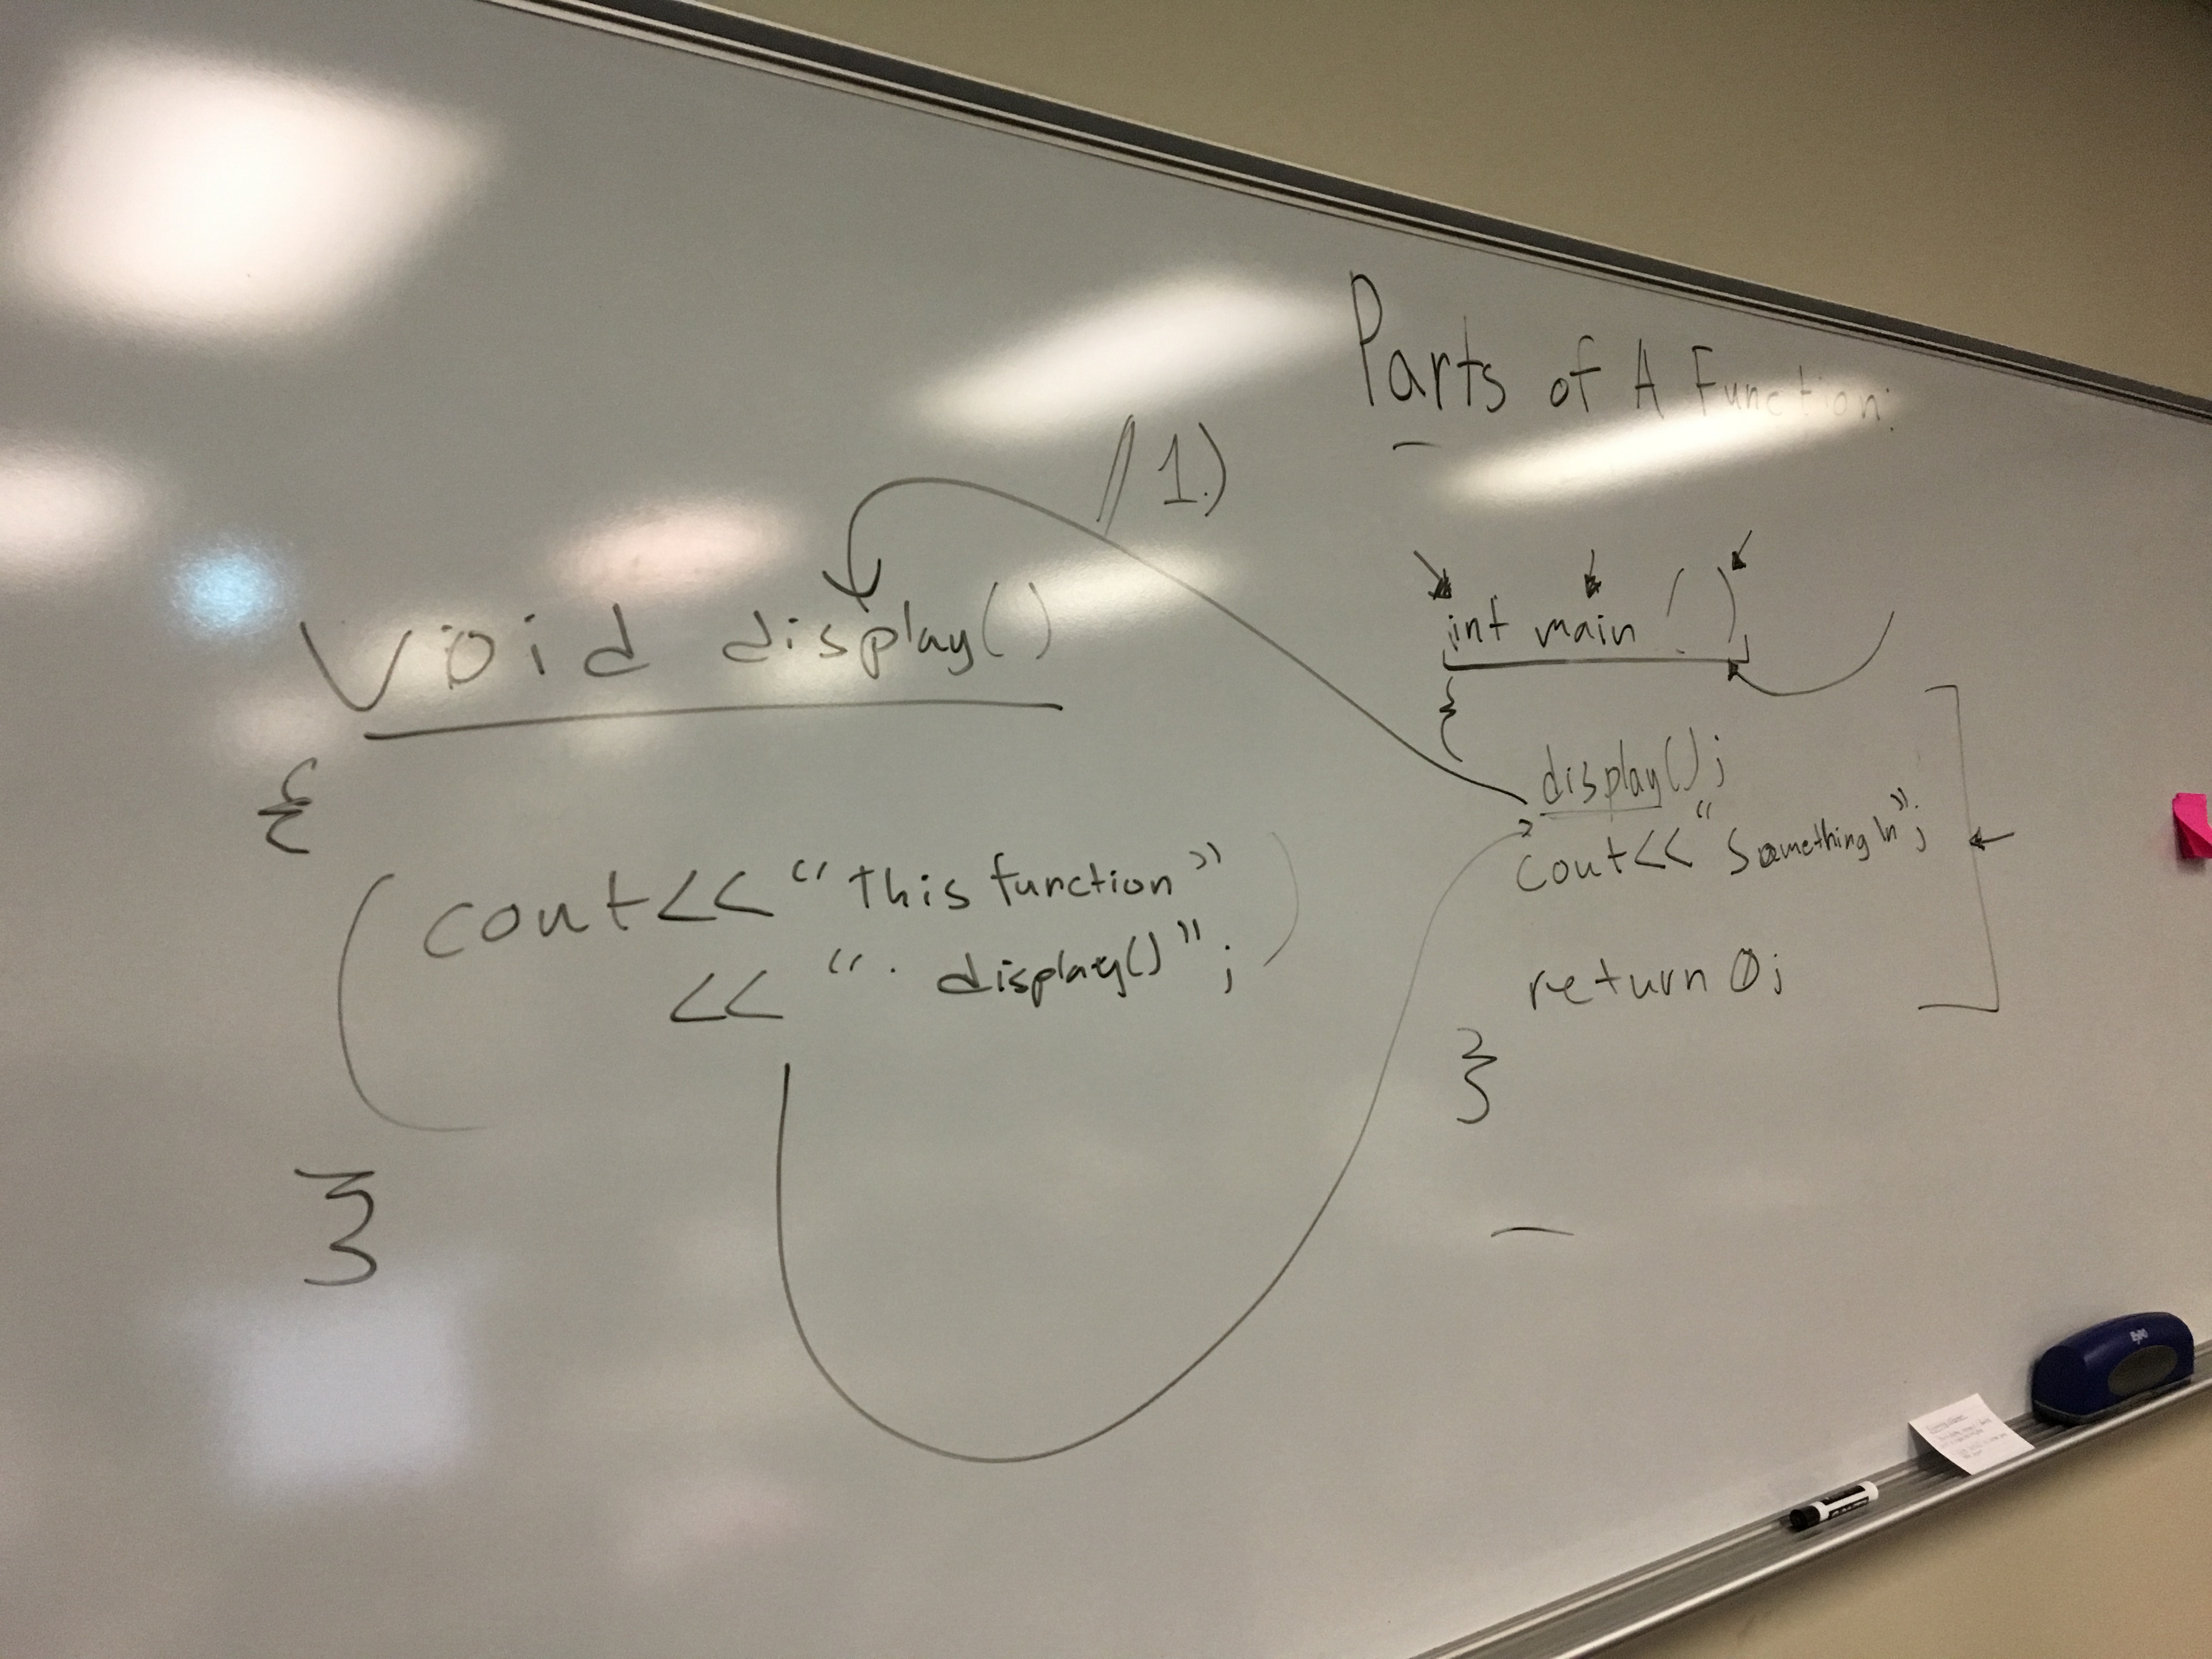 Parts of A Function:
// 1.)
void display()
{
cout<< "This function"
<< ". display()";
}
int main ()
{
display();
cout<< "Something\n";
return 0;
}
EXPO